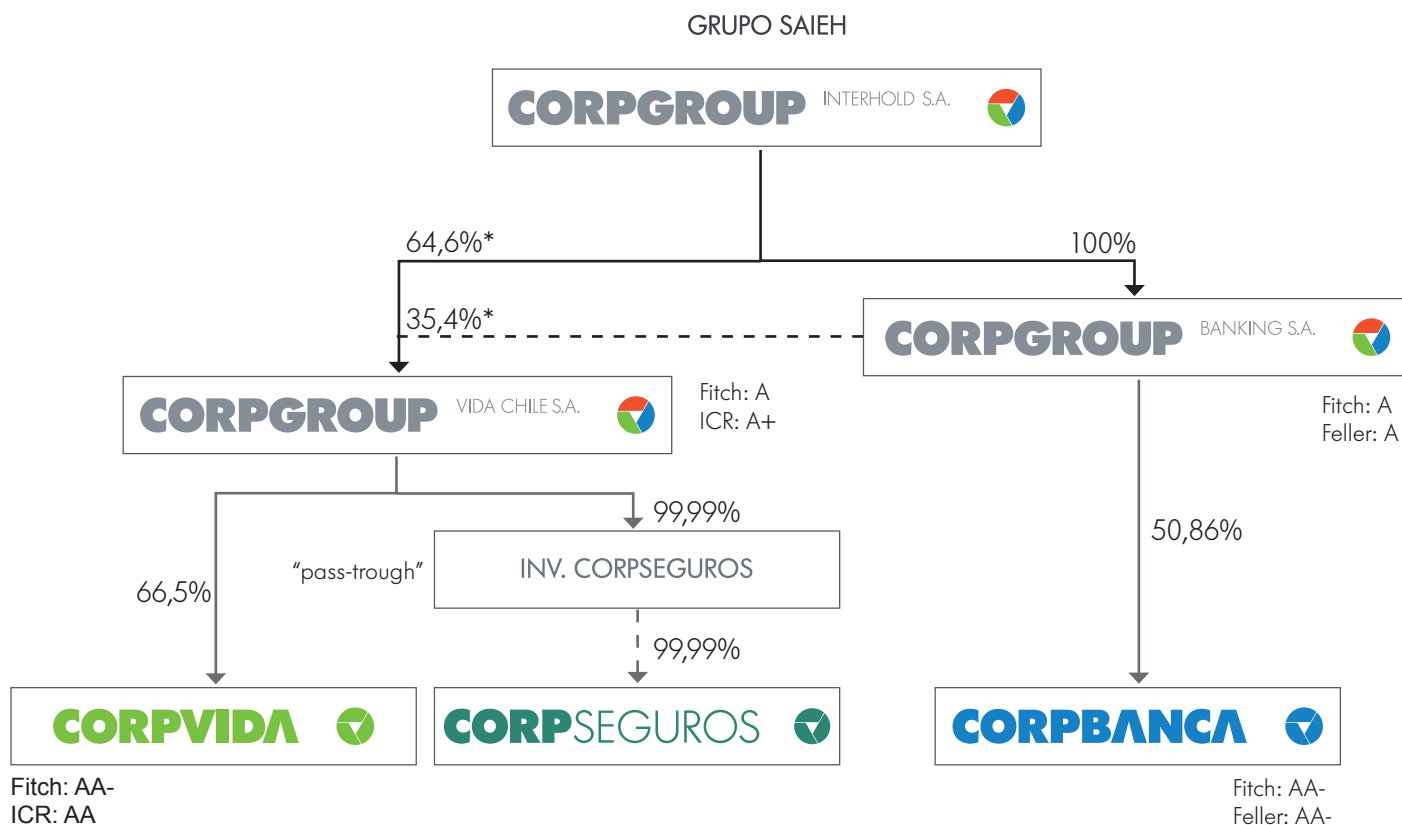 GRUPO SAIEH
CORPGROUP INTERHOLD S.A.
64,6%*
100%
35,4%*
CORPGROUP BANKING S.A.
CORPGROUP VIDA CHILE S.A.
Fitch: A
ICR: A+
Fitch: A
Feller: A
99,99%
50,86%
"pass-trough"
INV. CORPSEGUROS
66,5%
99,99%
CORPVIDA
CORPSEGUROS
CORPBANCA
Fitch: AA-
ICR: AA
Fitch: AA-
Feller: AA-